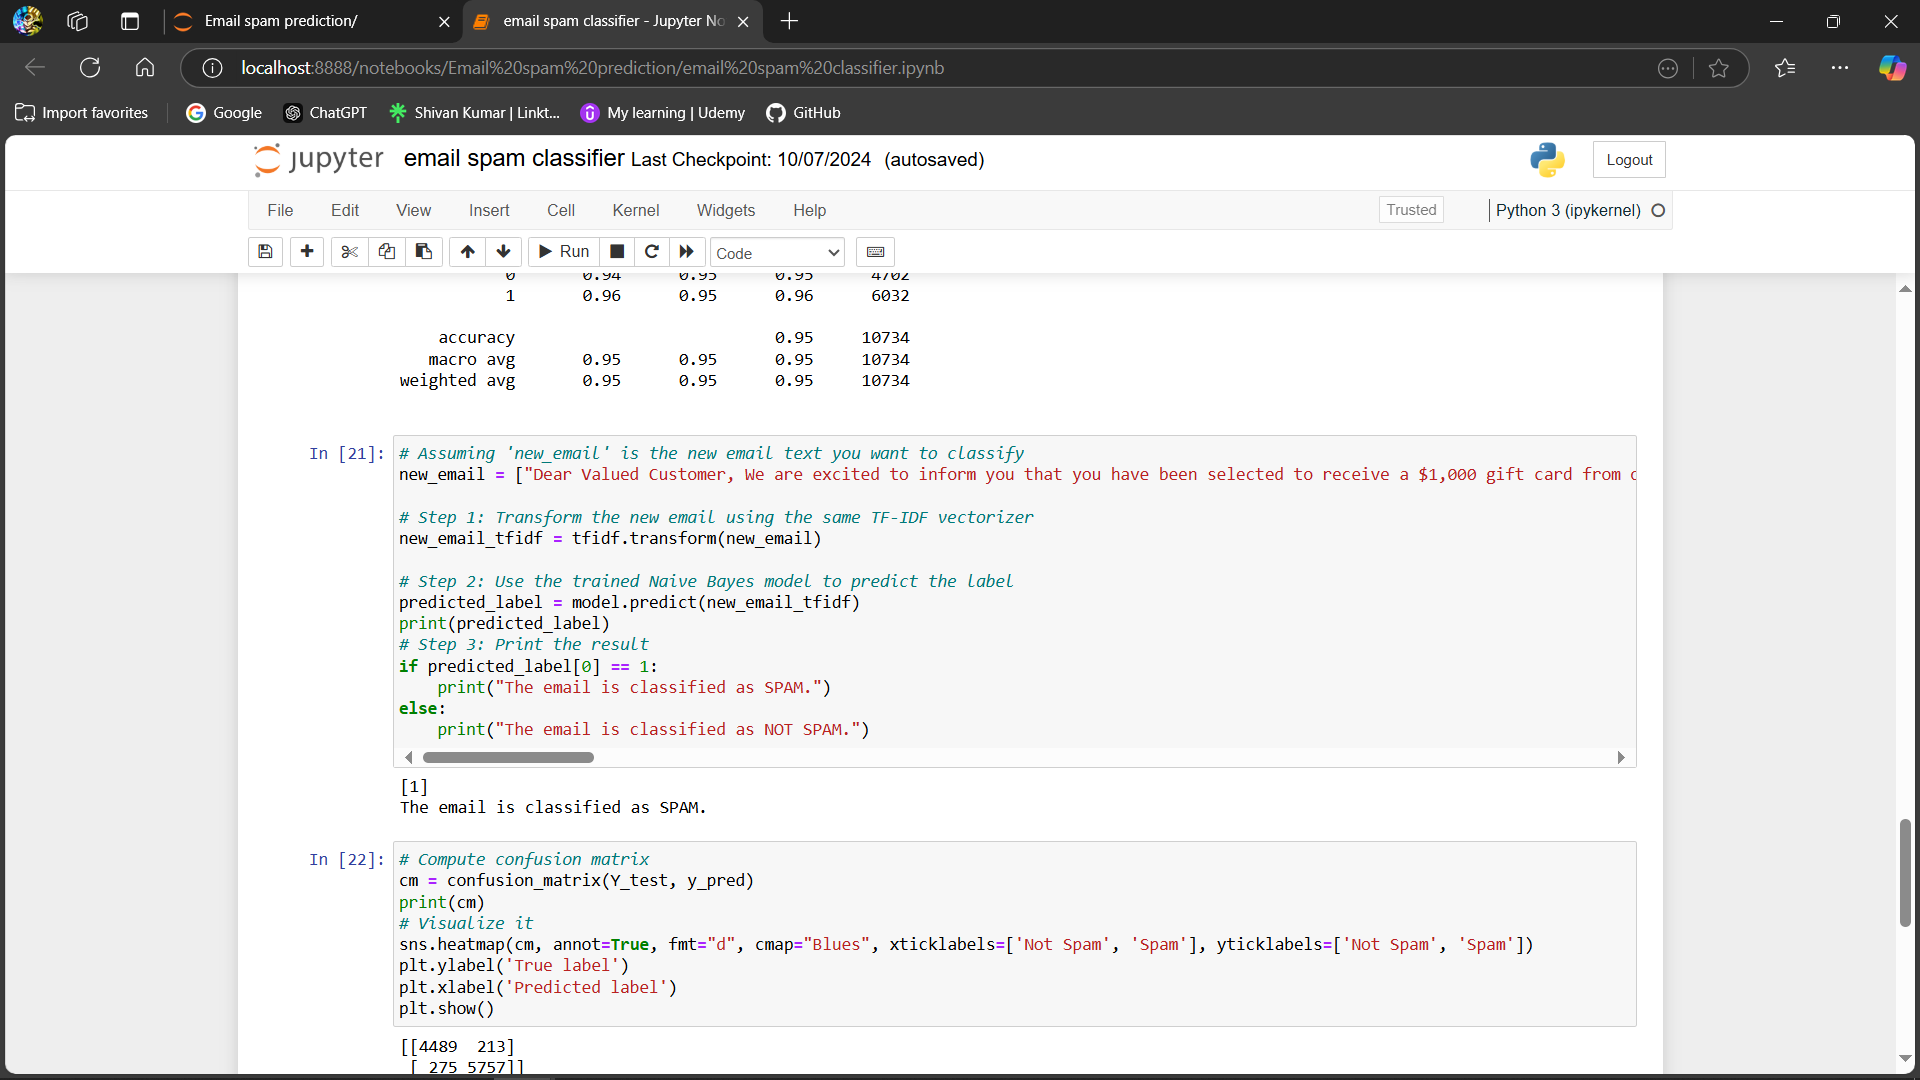 Email spam prediction/
email spam classifier - Jupyter No
localhost:8888/notebooks/Email%20spam%20prediction/email%20spam%20classifier.ipynb
Import favorites Google ChatGPT Shivan Kumar | Linkt... My learning | Udemy GitHub
jupyter email spam classifier Last Checkpoint: 10/07/2024 (autosaved) Logout
File Edit View Insert Cell Kernel Widgets Help Trusted Python 3 (ipykernel)
Run Code
0 0.94 0.95 0.95 4702
1 0.96 0.95 0.96 6032
accuracy 0.95 10734
macro avg 0.95 0.95 0.95 10734
weighted avg 0.95 0.95 0.95 10734
In [21]: # Assuming 'new_email' is the new email text you want to classify
new_email = ["Dear Valued Customer, We are excited to inform you that you have been selected to receive a $1,000 gift card from
# Step 1: Transform the new email using the same TF-IDF vectorizer
new_email_tfidf = tfidf.transform(new_email)
# Step 2: Use the trained Naive Bayes model to predict the label
predicted_label = model.predict(new_email_tfidf)
print(predicted_label)
# Step 3: Print the result
if predicted_label[0] == 1:
    print("The email is classified as SPAM.")
else:
    print("The email is classified as NOT SPAM.")
[1]
The email is classified as SPAM.
In [22]: # Compute confusion matrix
cm = confusion_matrix(Y_test, y_pred)
print(cm)
# Visualize it
sns.heatmap(cm, annot=True, fmt="d", cmap="Blues", xticklabels=['Not Spam', 'Spam'], yticklabels=['Not Spam', 'Spam'])
plt.ylabel('True label')
plt.xlabel('Predicted label')
plt.show()
[[4489 213]
[ 275 5757]]